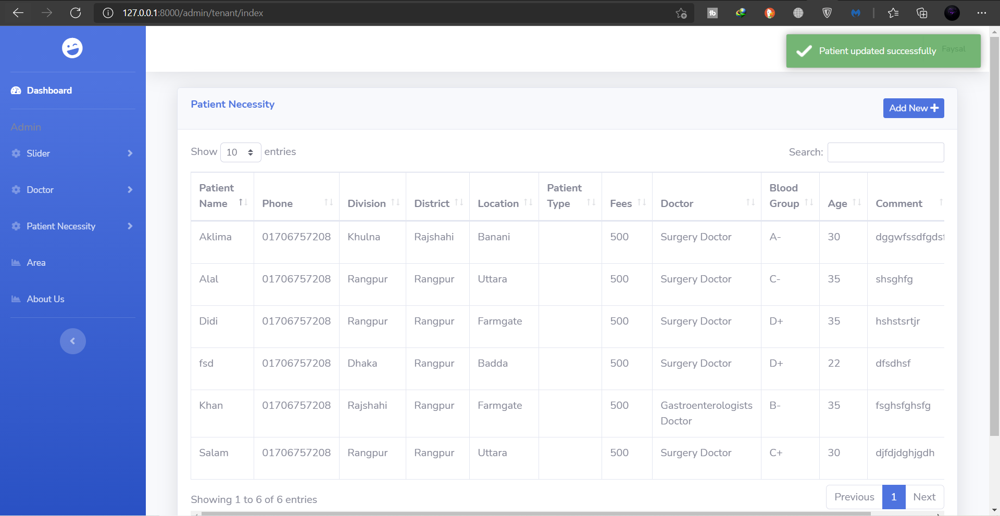 127.0.0.1:8000/admin/tenant/index
Patient updated successfully
Faysal
Dashboard
Admin
Slider
Doctor
Patient Necessity
Area
About Us
Patient Necessity
Add New
Show 10 entries
Search:
Patient Name Phone Division District Location Patient Type Fees Doctor Blood Group Age Comment
Aklima 01706757208 Khulna Rajshahi Banani 500 Surgery Doctor A- 30
Alal 01706757208 Rangpur Rangpur Uttara 500 Surgery Doctor C- 35 shsghfg
Didi 01706757208 Rangpur Rangpur Farmgate 500 Surgery Doctor D+ 35 hshstsrtjr
fsd 01706757208 Dhaka Rangpur Badda 500 Surgery Doctor D+ 22 dfsdhsf
Khan 01706757208 Rajshahi Rangpur Farmgate 500 Gastroenterologists Doctor B- 35 fsghsfghsfg
Salam 01706757208 Rangpur Rangpur Uttara 500 Surgery Doctor C+ 30 djfdjdghjgdh
Showing 1 to 6 of 6 entries
Previous 1 Next